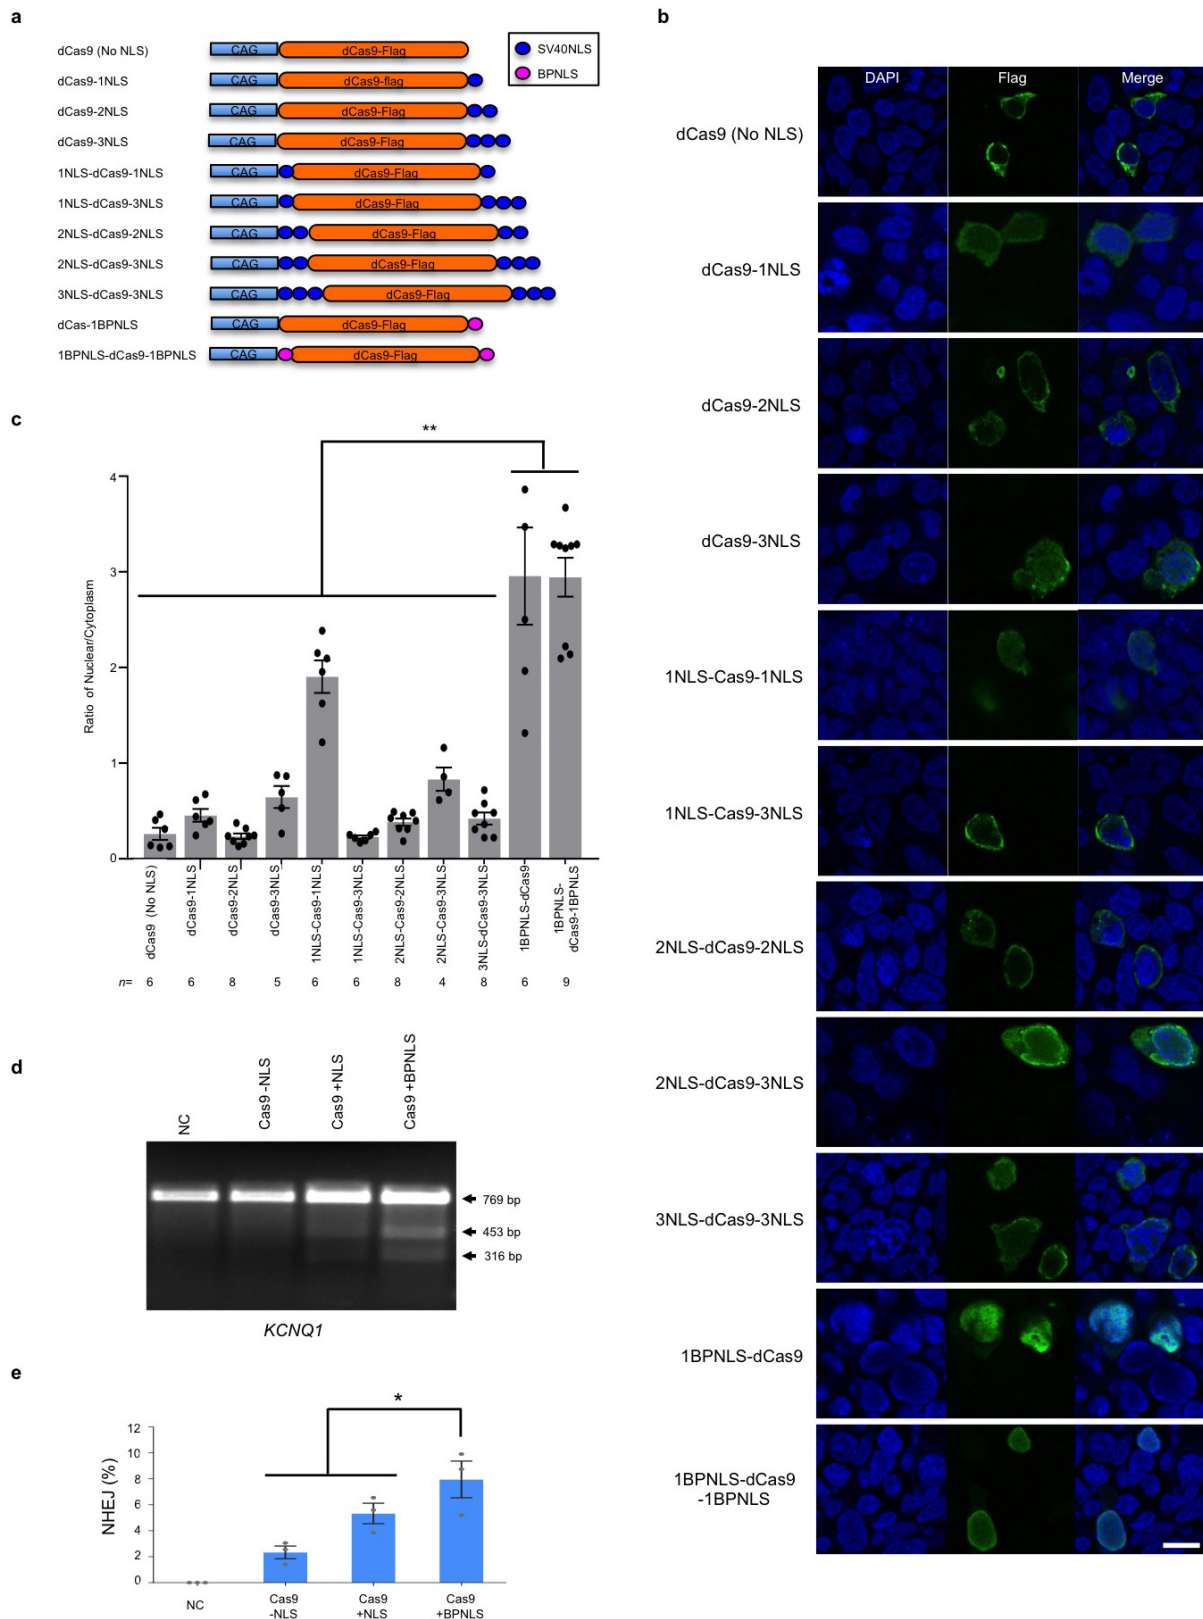 a
dCas9 (No NLS)
CAG
dCas9-Flag
dCas9-1NLS
CAG
dCas9-flag
dCas9-2NLS
CAG
dCas9-Flag
dCas9-3NLS
CAG
dCas9-Flag
1NLS-dCas9-1NLS
CAG
dCas9-Flag
1NLS-dCas9-3NLS
CAG
dCas9-Flag
2NLS-dCas9-2NLS
CAG
dCas9-Flag
2NLS-dCas9-3NLS
CAG
dCas9-Flag
3NLS-dCas9-3NLS
CAG
dCas9-Flag
dCas-1BPNLS
CAG
dCas9-Flag
1BPNLS-dCas9-1BPNLS
CAG
dCas9-Flag
SV40NLS
BPNLS
b
DAPI
Flag
Merge
dCas9 (No NLS)
dCas9-1NLS
dCas9-2NLS
dCas9-3NLS
1NLS-Cas9-1NLS
1NLS-Cas9-3NLS
2NLS-dCas9-2NLS
2NLS-dCas9-3NLS
3NLS-dCas9-3NLS
1BPNLS-dCas9
1BPNLS-dCas9
-1BPNLS
c
**
Ratio of Nuclear/Cytoplasm
4
3
2
1
0
dCas9 (No NLS)
dCas9-1NLS
dCas9-2NLS
dCas9-3NLS
1NLS-Cas9-1NLS
1NLS-Cas9-3NLS
2NLS-Cas9-2NLS
2NLS-Cas9-3NLS
3NLS-dCas9-3NLS
1BPNLS-dCas9
1BPNLS-
dCas9-1BPNLS
n= 6 6 8 5 6 6 8 4 8 6 9
d
NC
Cas9 -NLS
Cas9 +NLS
Cas9 +BPNLS
769 bp
453 bp
316 bp
KCNQ1
e
*
NHEJ (%)
12
10
8
6
4
2
0
NC
Cas9
-NLS
Cas9
+NLS
Cas9
+BPNLS